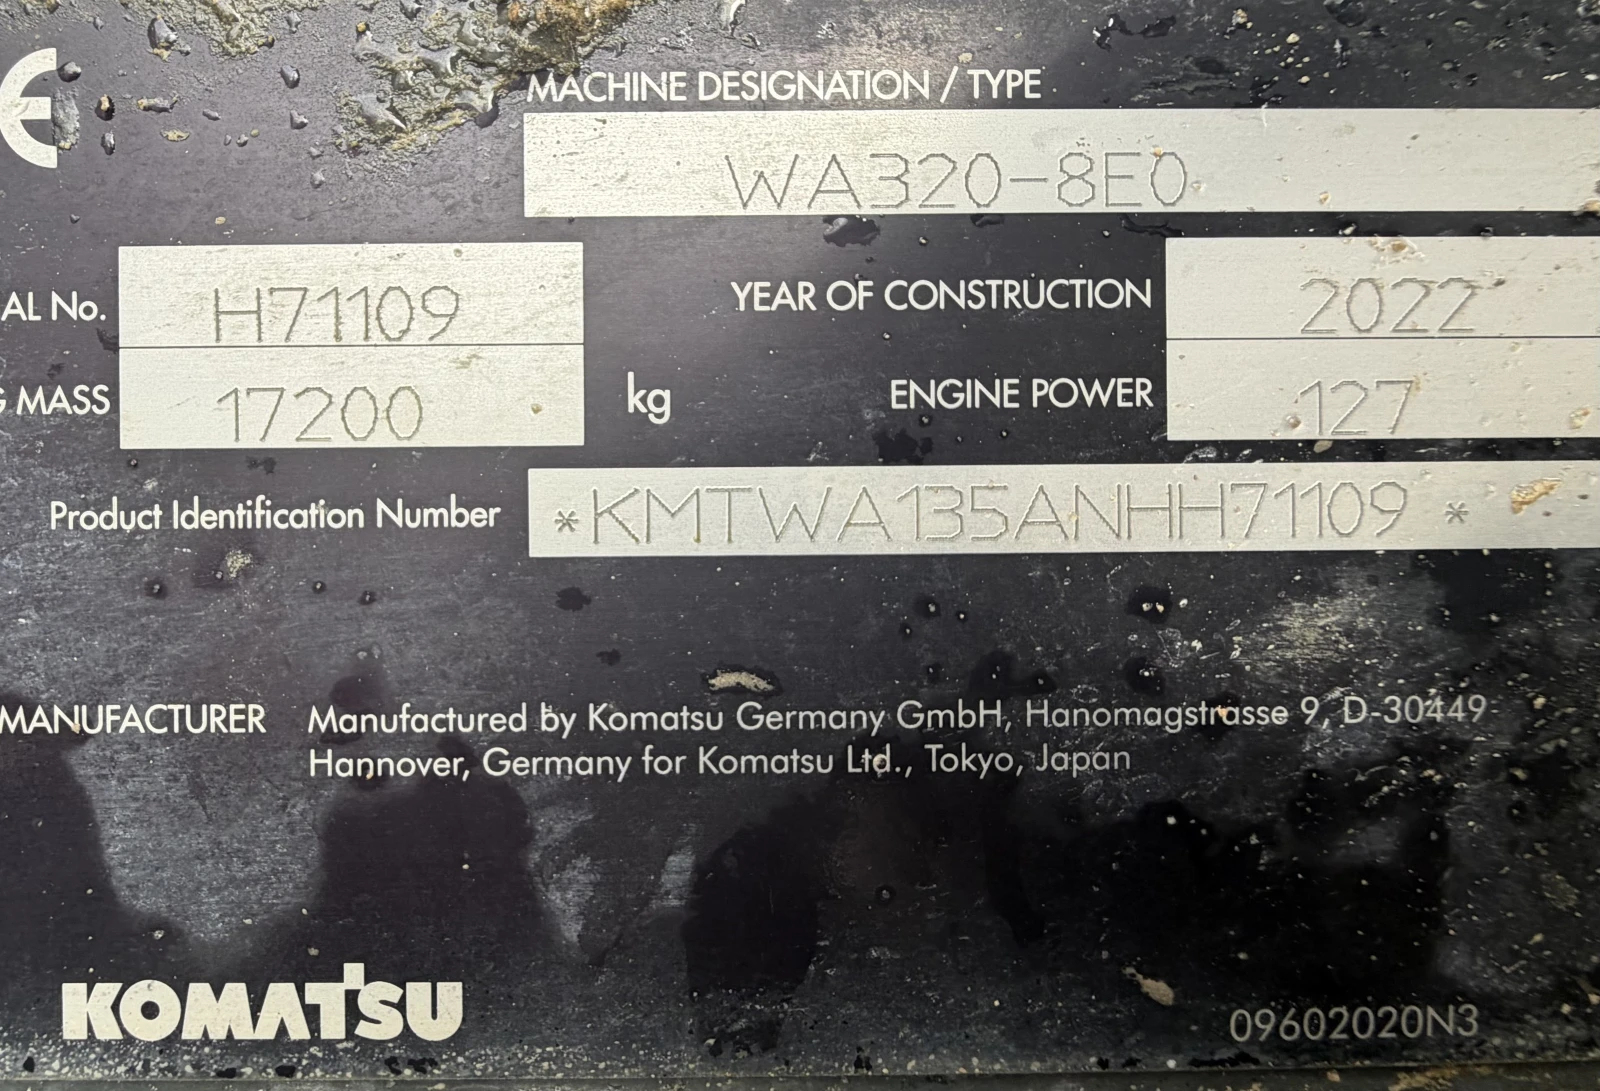 CE
MACHINE DESIGNATION / TYPE
WA320-8E0
AL No. H71109
YEAR OF CONSTRUCTION 2022
G MASS 17200 kg
ENGINE POWER 127
Product Identification Number *KMTWA135ANHH71109 *
MANUFACTURER Manufactured by Komatsu Germany GmbH, Hanomagstrasse 9, D-30449
Hannover, Germany for Komatsu Ltd., Tokyo, Japan
KOMATSU
09602020N3